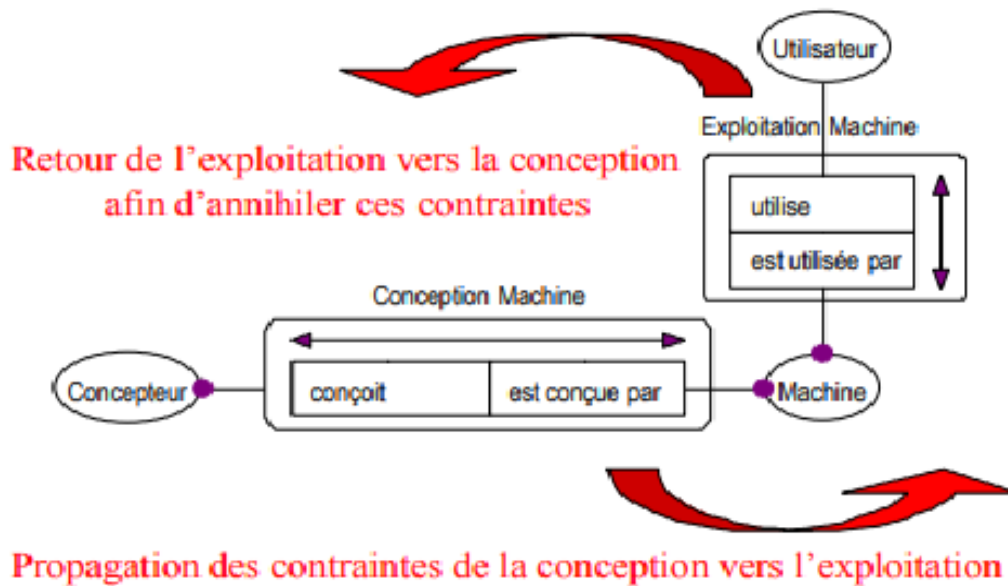 Utilisateur
Exploitation Machine
Retour de l'exploitation vers la conception
afin d'annihiler ces contraintes
utilise
est utilisée par
Conception Machine
Concepteur
conçoit
est conçue par
Machine
Propagation des contraintes de la conception vers l'exploitation